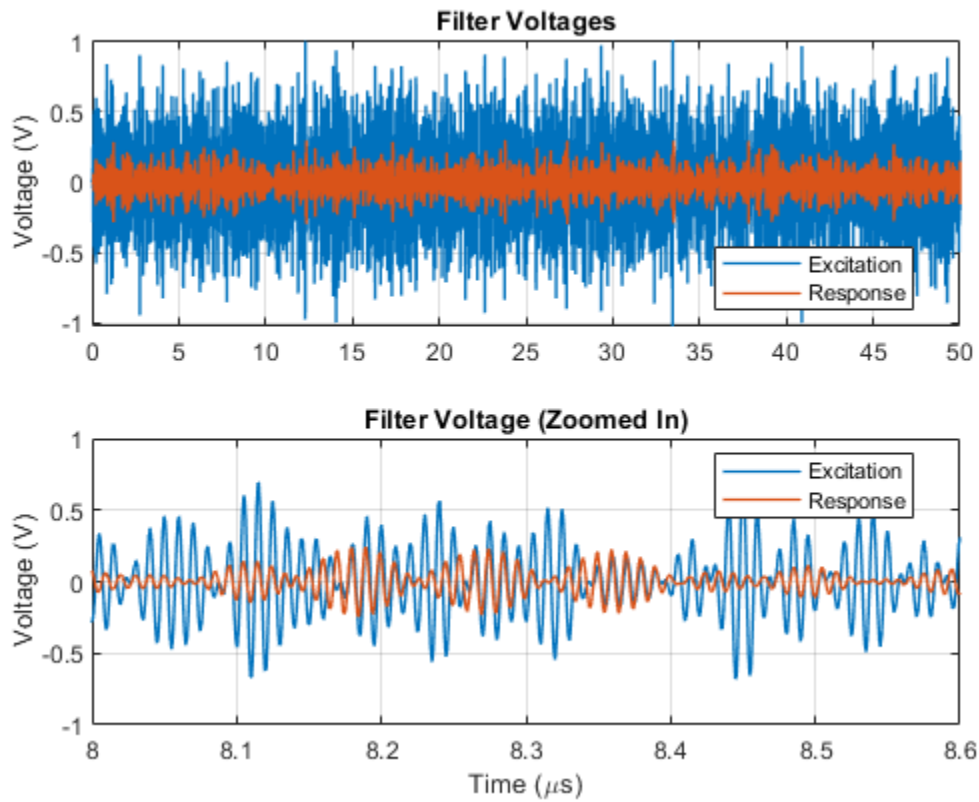 Filter Voltages
Voltage (V)
1
0.5
0
-0.5
-1
Excitation
Response
0 5 10 15 20 25 30 35 40 45 50
Filter Voltage (Zoomed In)
Voltage (V)
1
0.5
0
-0.5
-1
Excitation
Response
8 8.1 8.2 8.3 8.4 8.5 8.6
Time (μs)